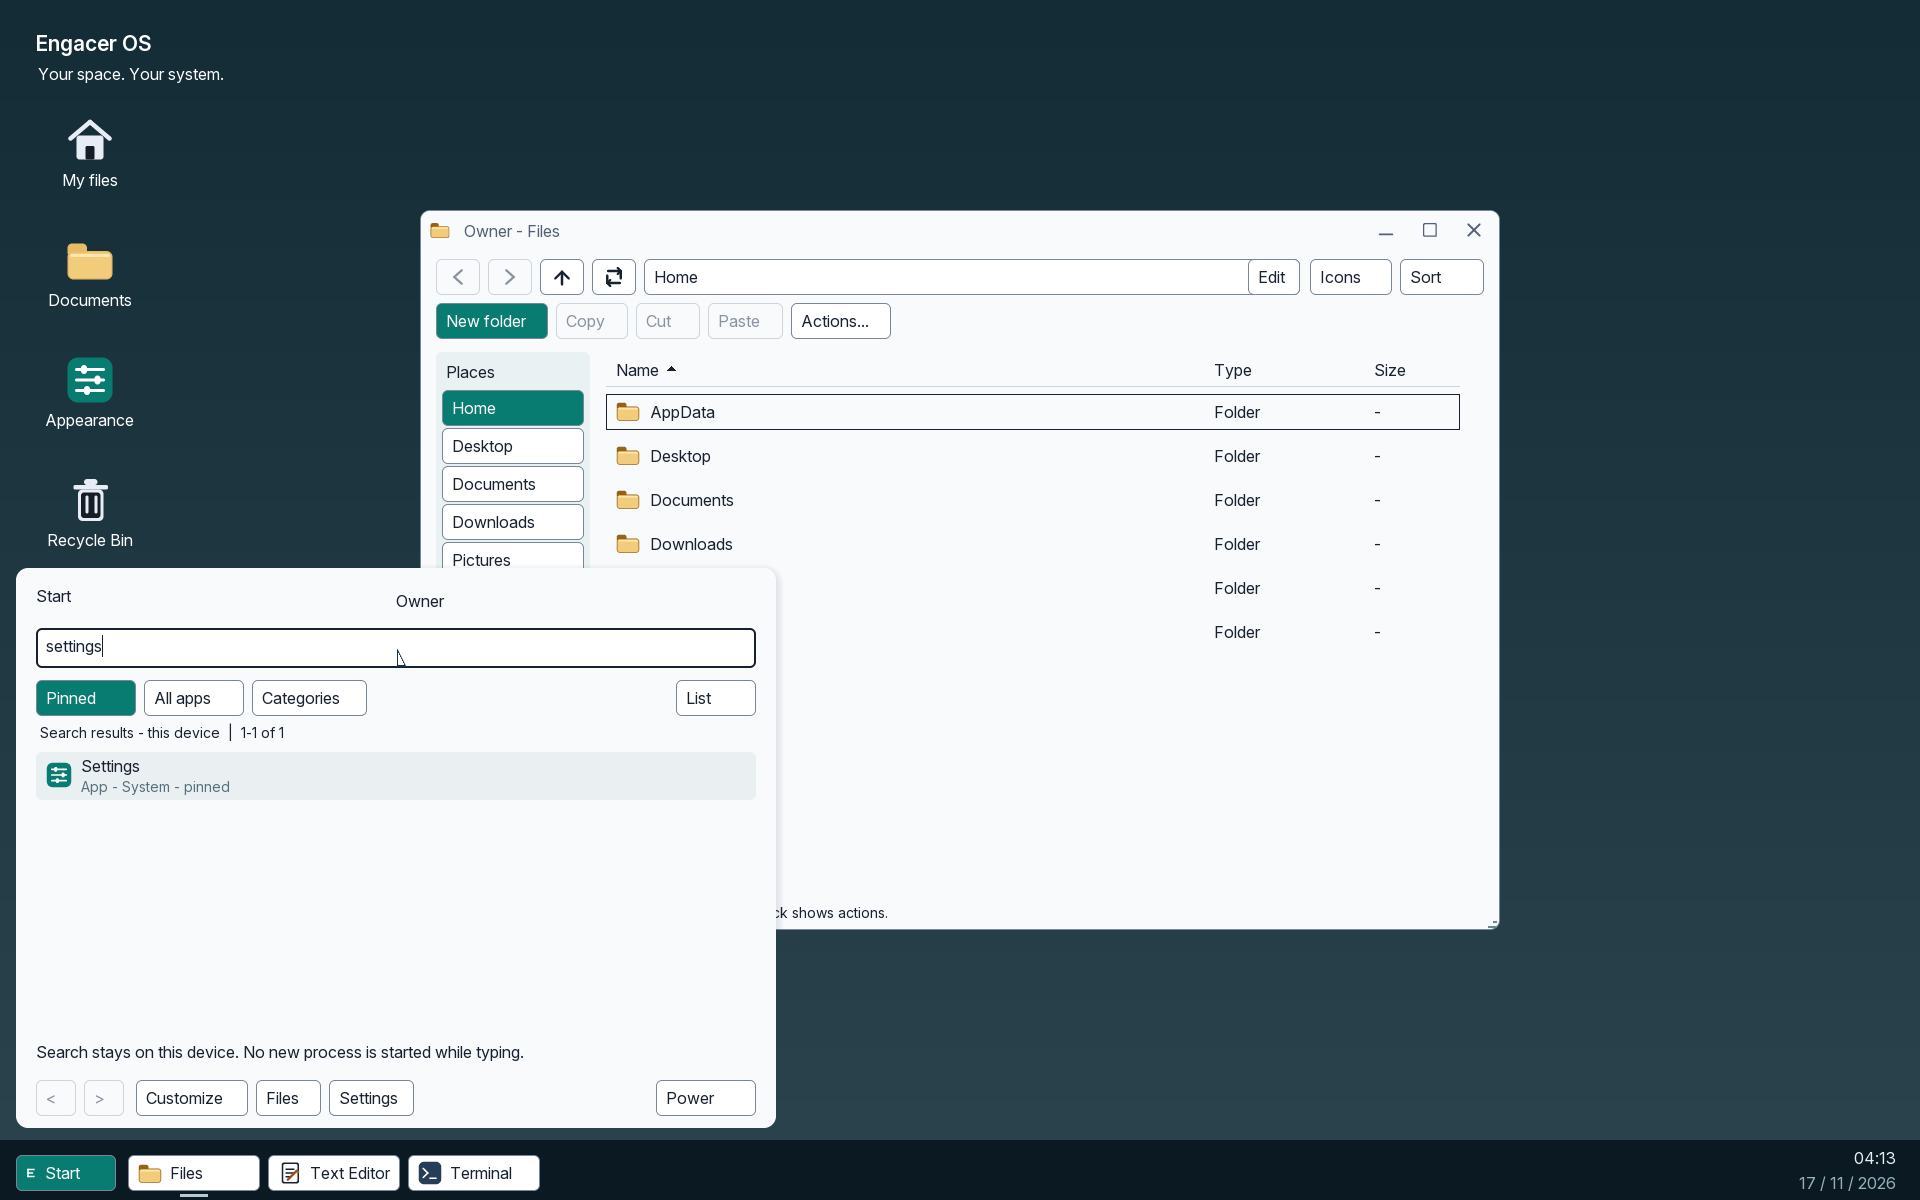 Engacer OS
Your space. Your system.
My files
Documents
Appearance
Recycle Bin
Owner - Files
Home
Edit
Icons
Sort
New folder
Copy
Cut
Paste
Actions...
Places
Home
Desktop
Documents
Downloads
Pictures
Name
Type
Size
AppData
Folder
-
Desktop
Folder
-
Documents
Folder
-
Downloads
Folder
-
Folder
-
Folder
-
ck shows actions.
Start
Owner
settings
Pinned
All apps
Categories
List
Search results - this device | 1-1 of 1
Settings
App - System - pinned
Search stays on this device. No new process is started while typing.
<
>
Customize
Files
Settings
Power
E Start
Files
Text Editor
Terminal
04:13
17 / 11 / 2026